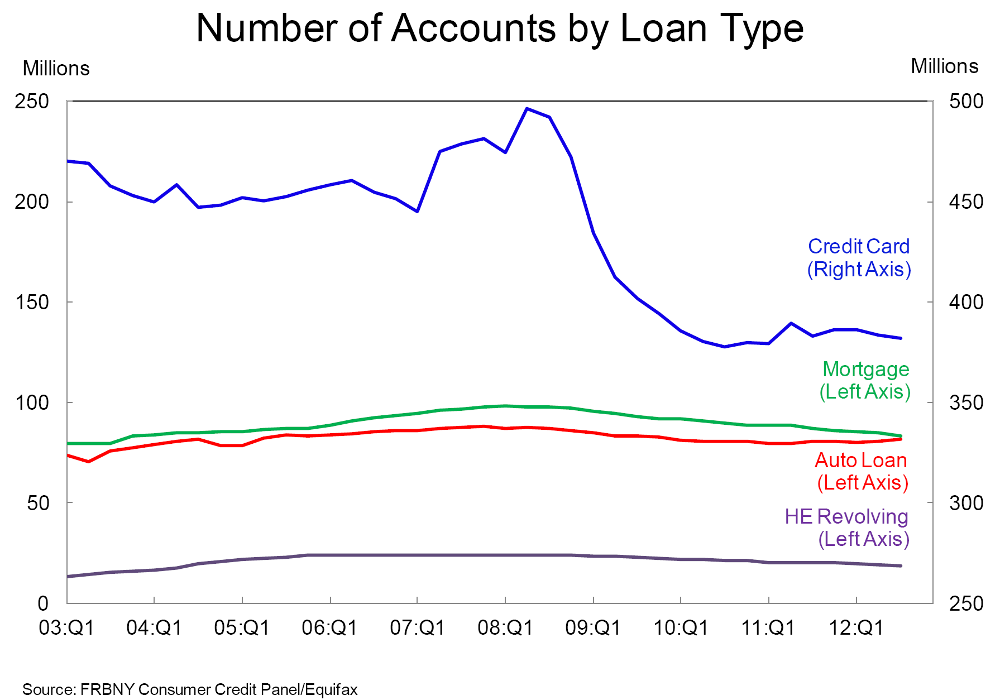 Number of Accounts by Loan Type
Millions
Millions
250
500
200
450
Credit Card
(Right Axis)
150
400
Mortgage
(Left Axis)
100
350
Auto Loan
(Left Axis)
50
300
HE Revolving
(Left Axis)
0
250
03:Q1 04:Q1 05:Q1 06:Q1 07:Q1 08:Q1 09:Q1 10:Q1 11:Q1 12:Q1
Source: FRBNY Consumer Credit Panel/Equifax